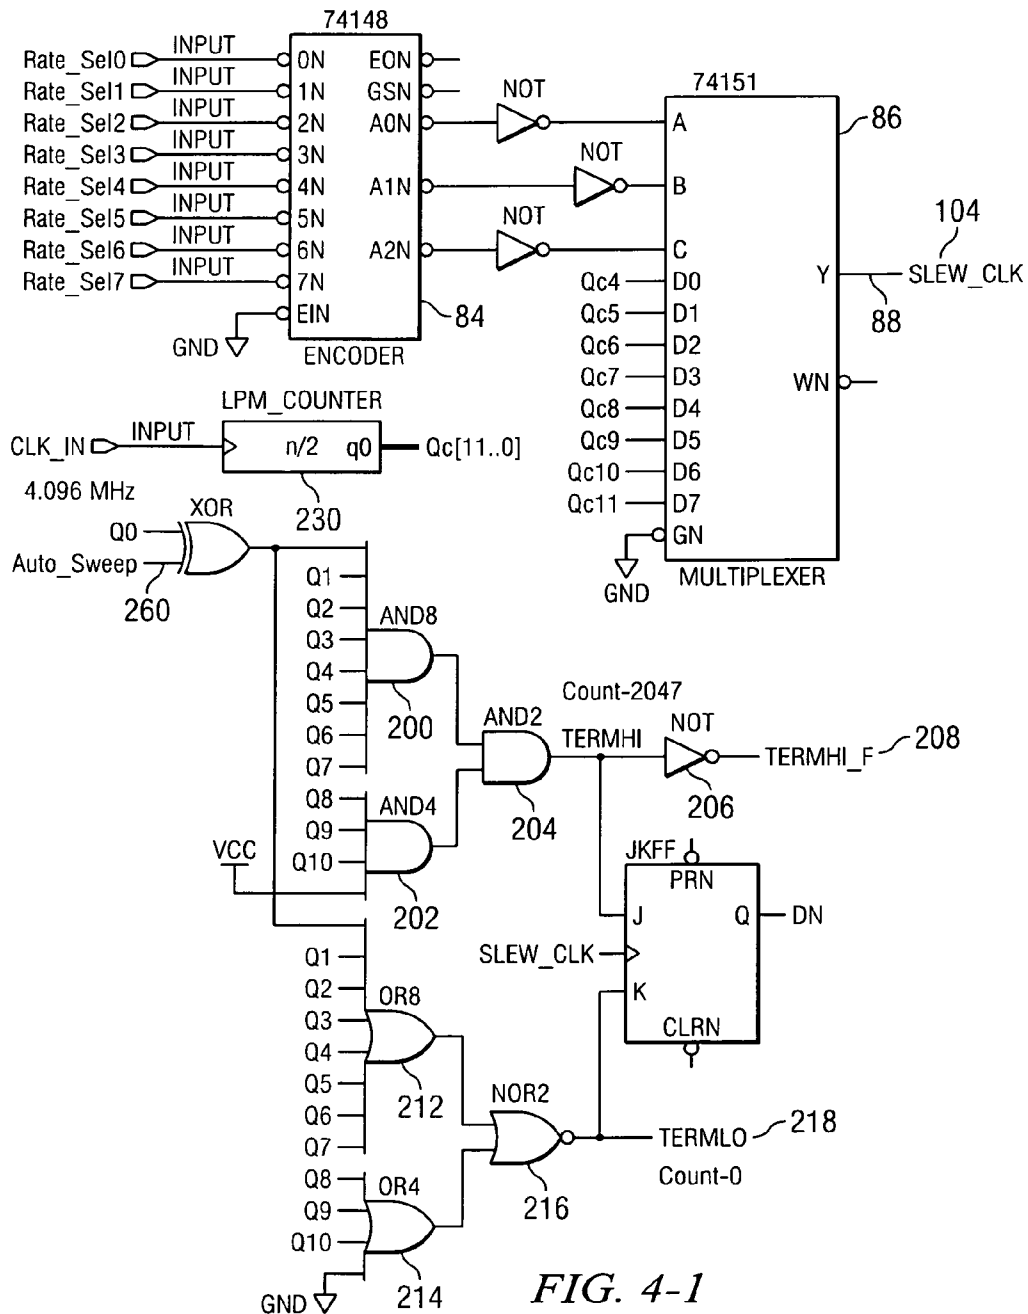 74148
Rate_Sel0 INPUT 0N EON
Rate_Sel1 INPUT 1N GSN
Rate_Sel2 INPUT 2N A0N NOT
Rate_Sel3 INPUT 3N
Rate_Sel4 INPUT 4N A1N NOT
Rate_Sel5 INPUT 5N
Rate_Sel6 INPUT 6N A2N NOT
Rate_Sel7 INPUT 7N
EIN
GND
ENCODER
84
74151
86
A
B
C
Qc4 D0
Qc5 D1
Qc6 D2
Qc7 D3
Qc8 D4
Qc9 D5
Qc10 D6
Qc11 D7
GN
GND
Y
WN
MULTIPLEXER
104
SLEW_CLK
88
LPM_COUNTER
CLK_IN INPUT n/2 q0 Qc[11..0]
4.096 MHz
230
XOR
Q0
Auto_Sweep
260
Q1
Q2
Q3
Q4
Q5
Q6
Q7
AND8
200
Q8
Q9
Q10
VCC
AND4
202
AND2
204
Count-2047
TERMHI
NOT
206
TERMHI_F 208
JKFF
PRN
J Q DN
SLEW_CLK
K
CLRN
Q1
Q2
Q3
Q4
Q5
Q6
Q7
OR8
212
Q8
Q9
Q10
OR4
214
GND
NOR2
216
TERMLO 218
Count-0
FIG. 4-1